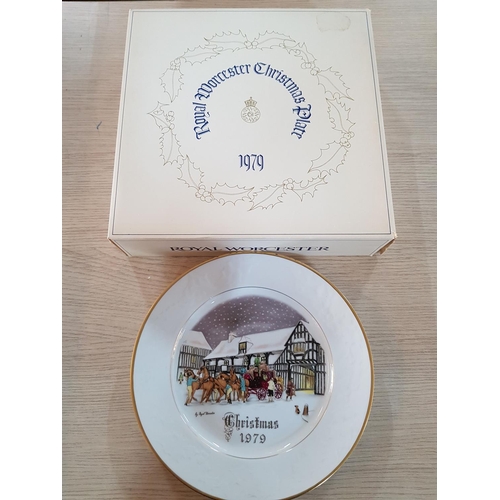 Royal Worcester Christmas Plate
1979
ROYAL WORCESTER
Christmas
1979